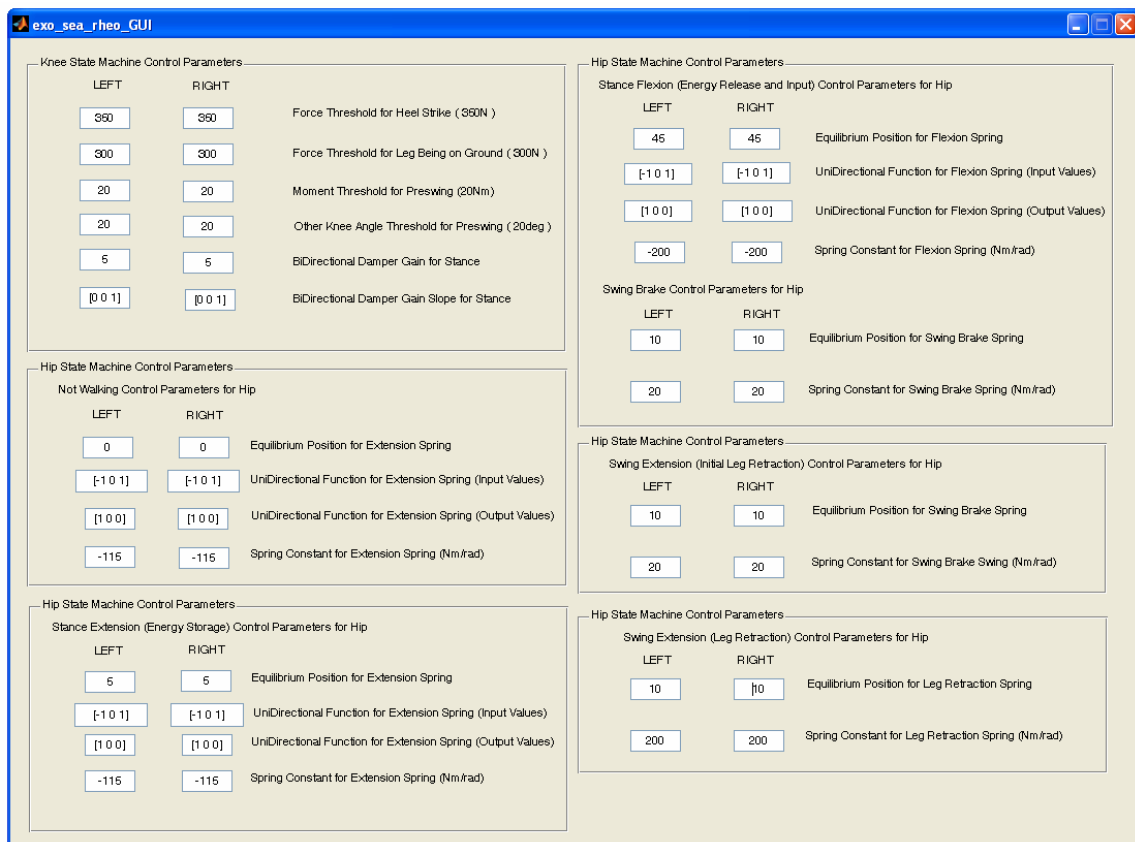 exo_sea_rheo_GUI
Knee State Machine Control Parameters
LEFT RIGHT
350 350 Force Threshold for Heel Strike ( 350N )
300 300 Force Threshold for Leg Being on Ground ( 300N )
20 20 Moment Threshold for Preswing (20Nm)
20 20 Other Knee Angle Threshold for Preswing ( 20deg )
5 5 BiDirectional Damper Gain for Stance
[0 0 1] [0 0 1] BiDirectional Damper Gain Slope for Stance
Hip State Machine Control Parameters
Not Walking Control Parameters for Hip
LEFT RIGHT
0 0 Equilibrium Position for Extension Spring
[-1 0 1] [-1 0 1] UniDirectional Function for Extension Spring (Input Values)
[1 0 0] [1 0 0] UniDirectional Function for Extension Spring (Output Values)
-115 -115 Spring Constant for Extension Spring (Nm/rad)
Hip State Machine Control Parameters
Stance Extension (Energy Storage) Control Parameters for Hip
LEFT RIGHT
5 5 Equilibrium Position for Extension Spring
[-1 0 1] [-1 0 1] UniDirectional Function for Extension Spring (Input Values)
[1 0 0] [1 0 0] UniDirectional Function for Extension Spring (Output Values)
-115 -115 Spring Constant for Extension Spring (Nm/rad)
Hip State Machine Control Parameters
Stance Flexion (Energy Release and Input) Control Parameters for Hip
LEFT RIGHT
45 45 Equilibrium Position for Flexion Spring
[-1 0 1] [-1 0 1] UniDirectional Function for Flexion Spring (Input Values)
[1 0 0] [1 0 0] UniDirectional Function for Flexion Spring (Output Values)
-200 -200 Spring Constant for Flexion Spring (Nm/rad)
Swing Brake Control Parameters for Hip
LEFT RIGHT
10 10 Equilibrium Position for Swing Brake Spring
20 20 Spring Constant for Swing Brake Spring (Nm/rad)
Hip State Machine Control Parameters
Swing Extension (Initial Leg Retraction) Control Parameters for Hip
LEFT RIGHT
10 10 Equilibrium Position for Swing Brake Spring
20 20 Spring Constant for Swing Brake Swing (Nm/rad)
Hip State Machine Control Parameters
Swing Extension (Leg Retraction) Control Parameters for Hip
LEFT RIGHT
10 10 Equilibrium Position for Leg Retraction Spring
200 200 Spring Constant for Leg Retraction Spring (Nm/rad)